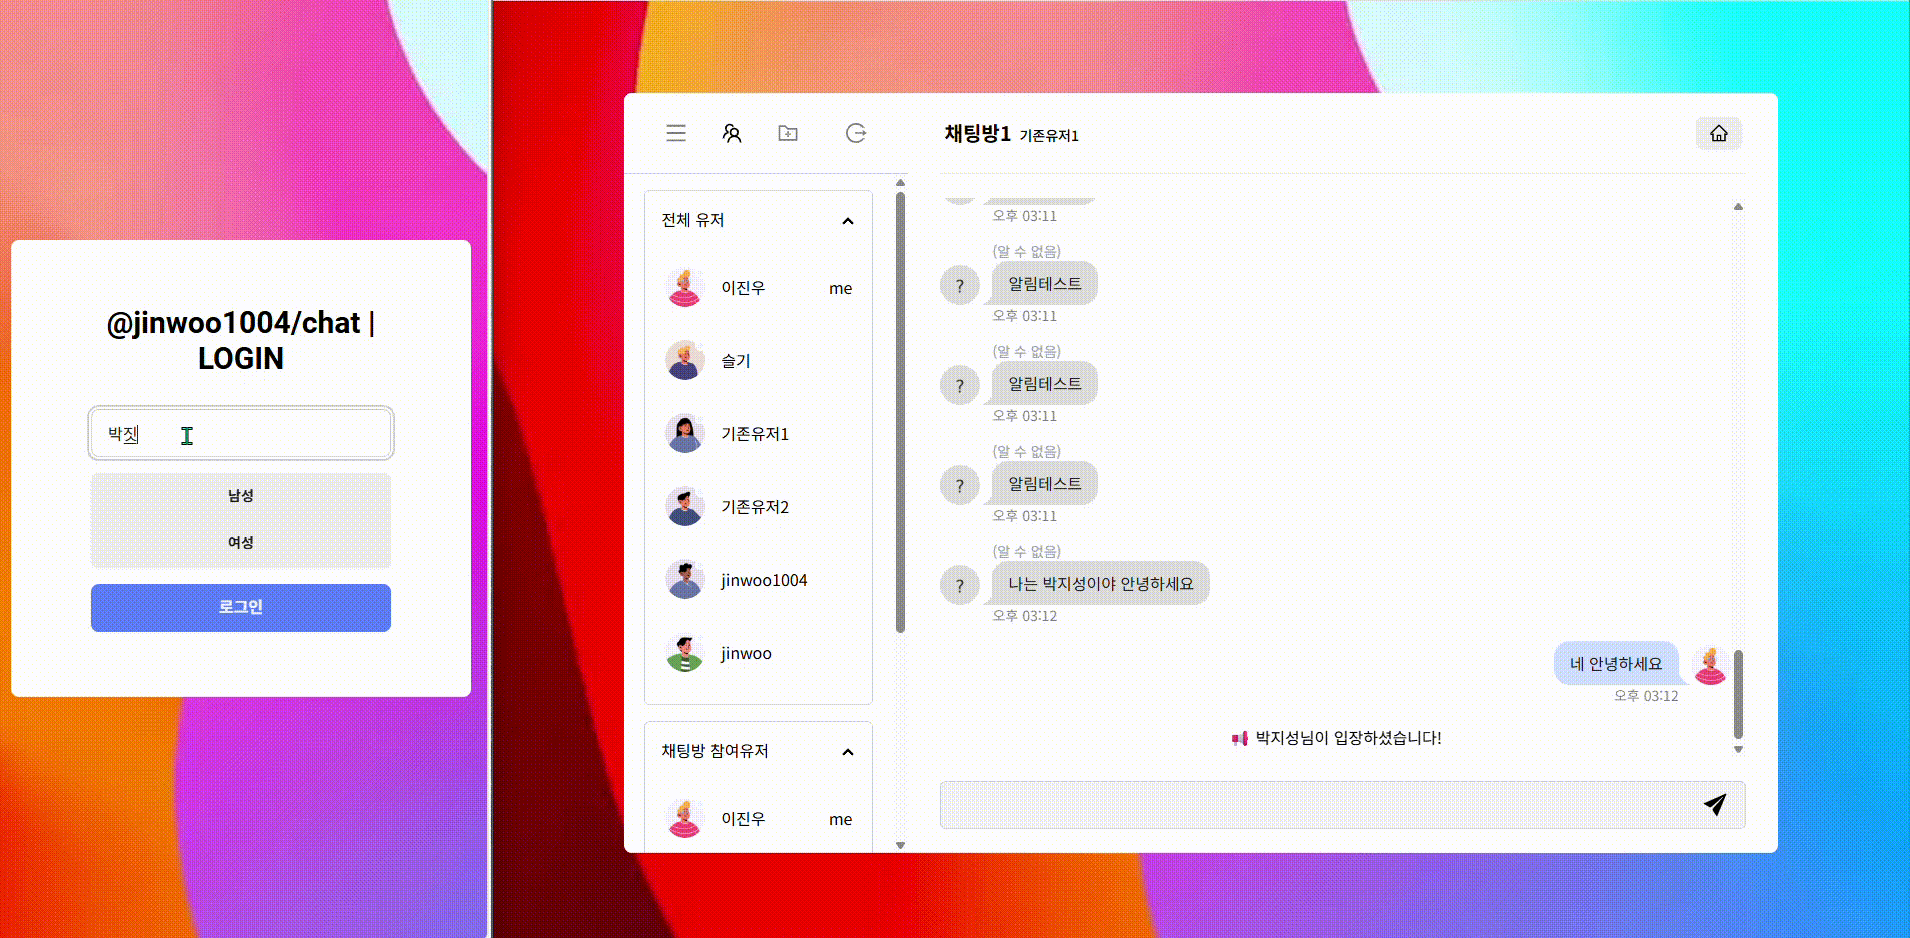 @jinwoo1004/chat |
LOGIN
박짓
남성
여성
로그인
전체 유저
이진우 me
슬기
기존유저1
기존유저2
jinwoo1004
jinwoo
채팅방 참여유저
이진우 me
채팅방1 기존유저1
오후 03:11
(알 수 없음)
? 알림테스트
오후 03:11
(알 수 없음)
? 알림테스트
오후 03:11
(알 수 없음)
? 알림테스트
오후 03:11
(알 수 없음)
? 나는 박지성이야 안녕하세요
오후 03:12
네 안녕하세요
오후 03:12
박지성님이 입장하셨습니다!